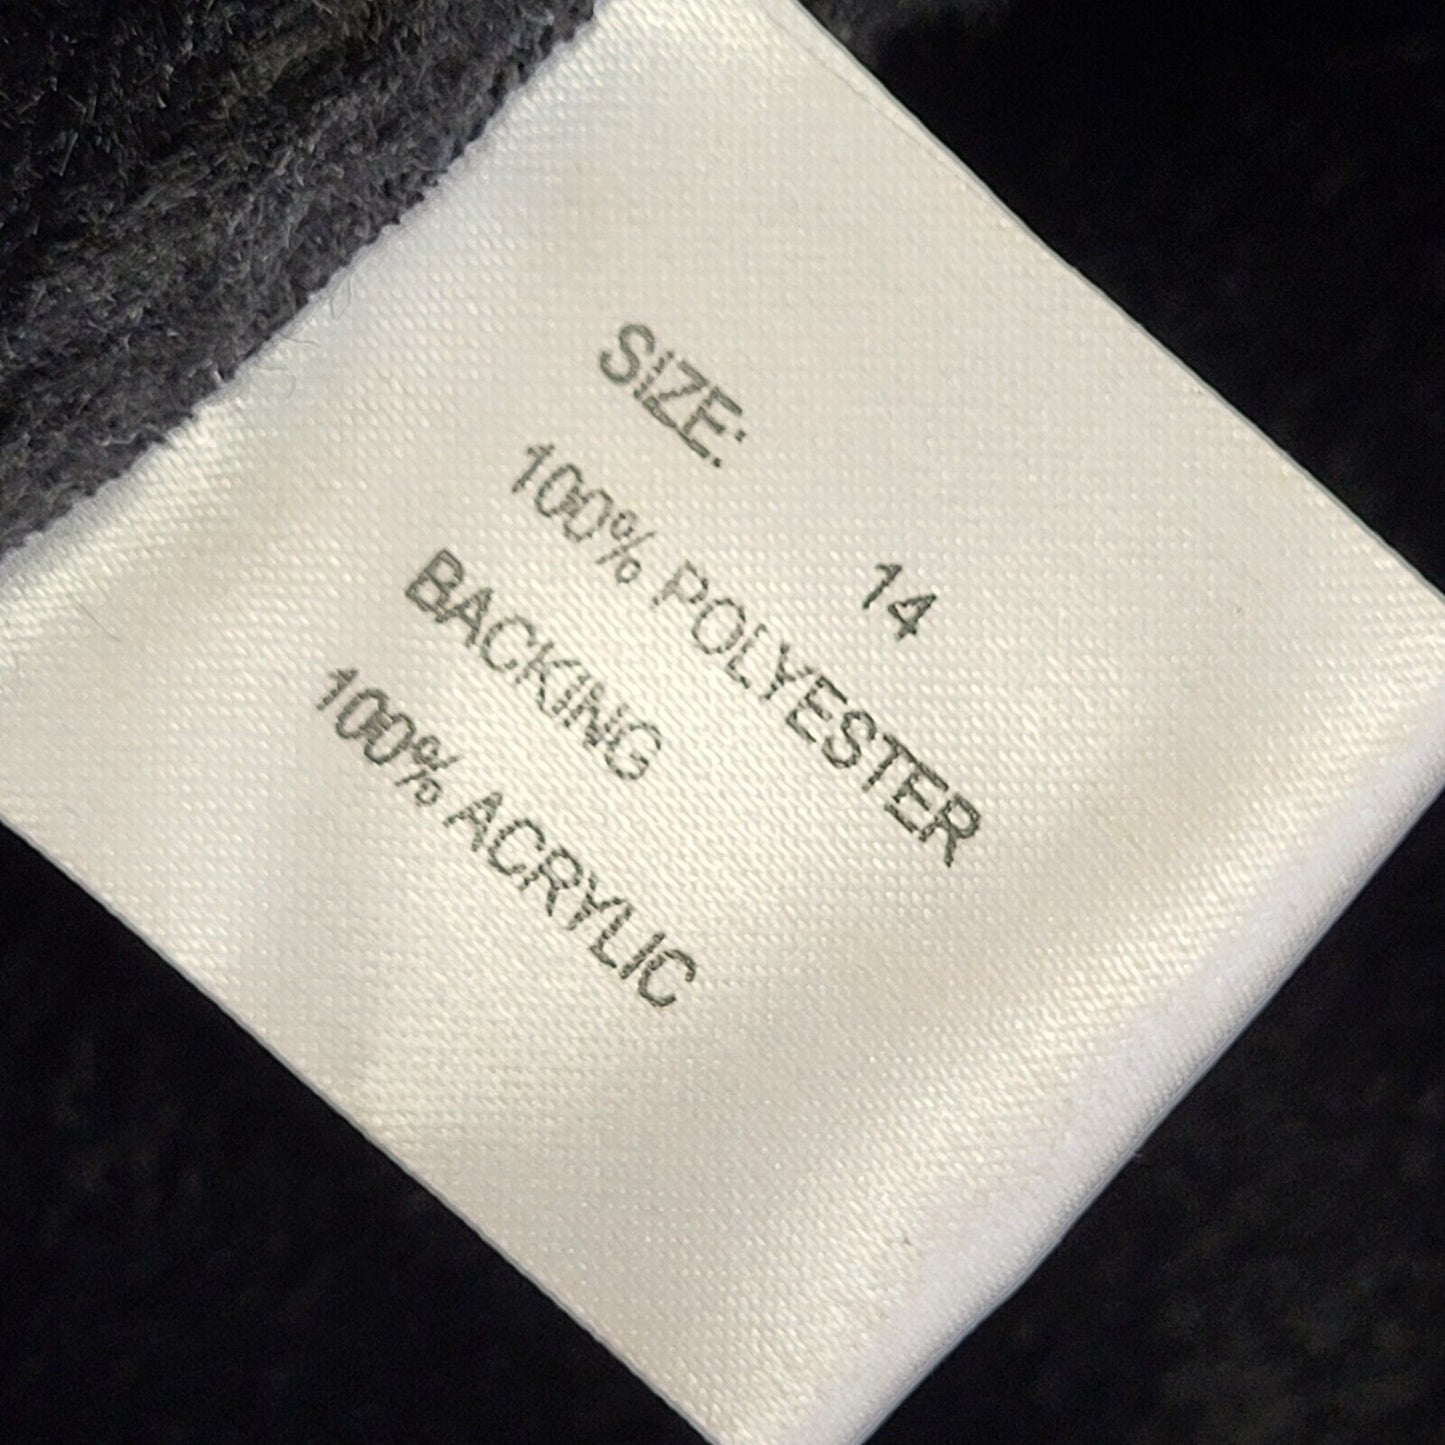 SIZE: 14
100% POLYESTER
BACKING
100% ACRYLIC